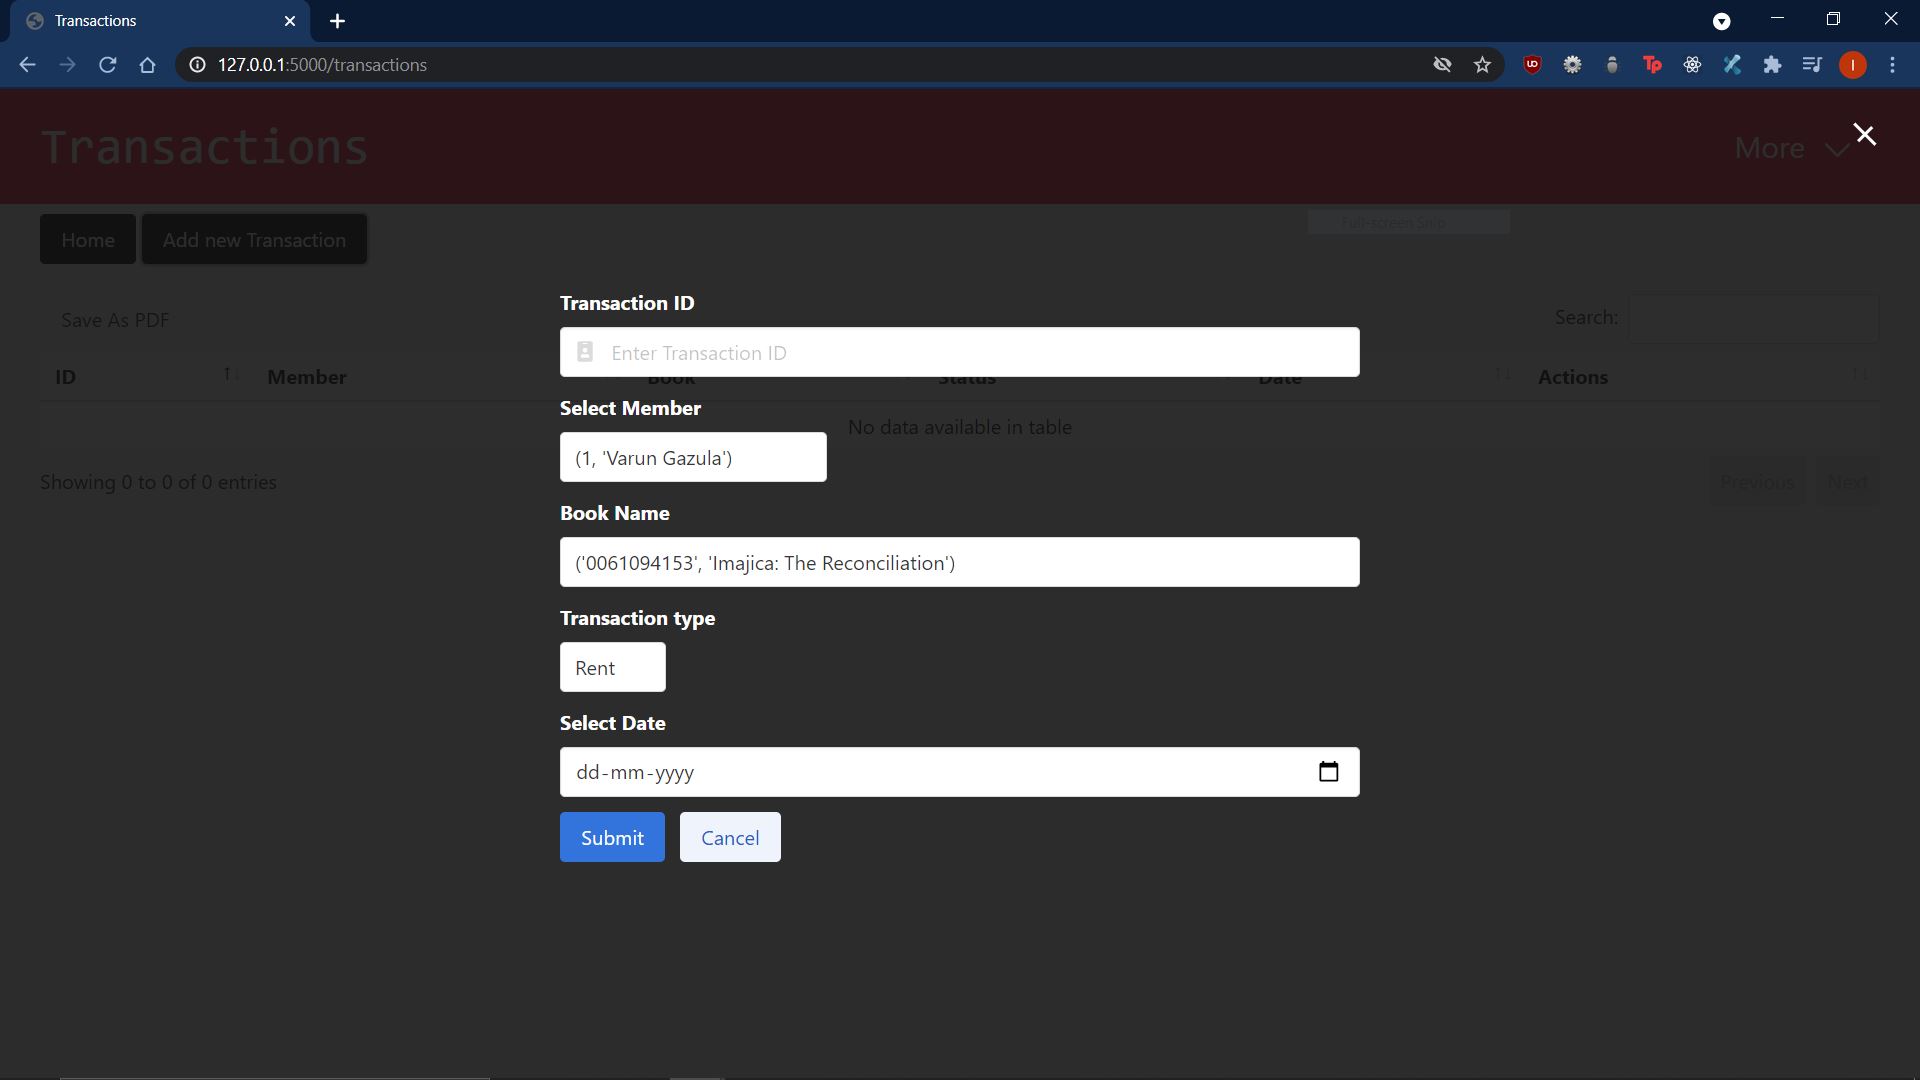 Transactions
127.0.0.1:5000/transactions
Transactions
More
Home
Add new Transaction
Full-screen Snip
Save As PDF
Search:
ID
Member
Book
Status
Date
Actions
No data available in table
Showing 0 to 0 of 0 entries
Previous
Next
Transaction ID
Enter Transaction ID
Select Member
(1, 'Varun Gazula')
Book Name
('0061094153', 'Imajica: The Reconciliation')
Transaction type
Rent
Select Date
dd-mm-yyyy
Submit
Cancel
UD
Tp
I